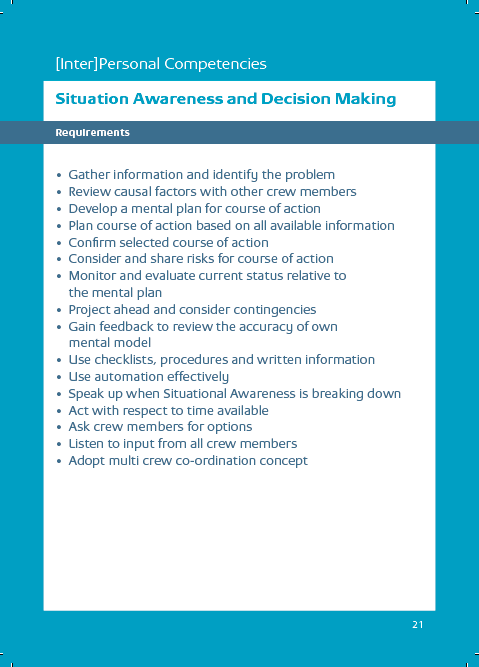 [Inter]Personal Competencies
Situation Awareness and Decision Making
Requirements
• Gather information and identify the problem
• Review causal factors with other crew members
• Develop a mental plan for course of action
• Plan course of action based on all available information
• Confirm selected course of action
• Consider and share risks for course of action
• Monitor and evaluate current status relative to
the mental plan
• Project ahead and consider contingencies
• Gain feedback to review the accuracy of own
mental model
• Use checklists, procedures and written information
• Use automation effectively
• Speak up when Situational Awareness is breaking down
• Act with respect to time available
• Ask crew members for options
• Listen to input from all crew members
• Adopt multi crew co-ordination concept
21